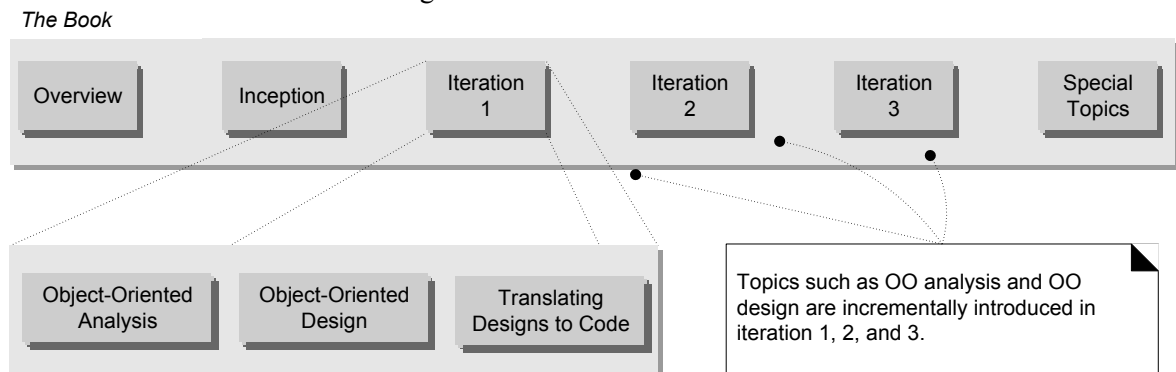 The Book
Overview
Inception
Iteration
1
Iteration
2
Iteration
3
Special
Topics
Object-Oriented
Analysis
Object-Oriented
Design
Translating
Designs to Code
Topics such as OO analysis and OO
design are incrementally introduced in
iteration 1, 2, and 3.